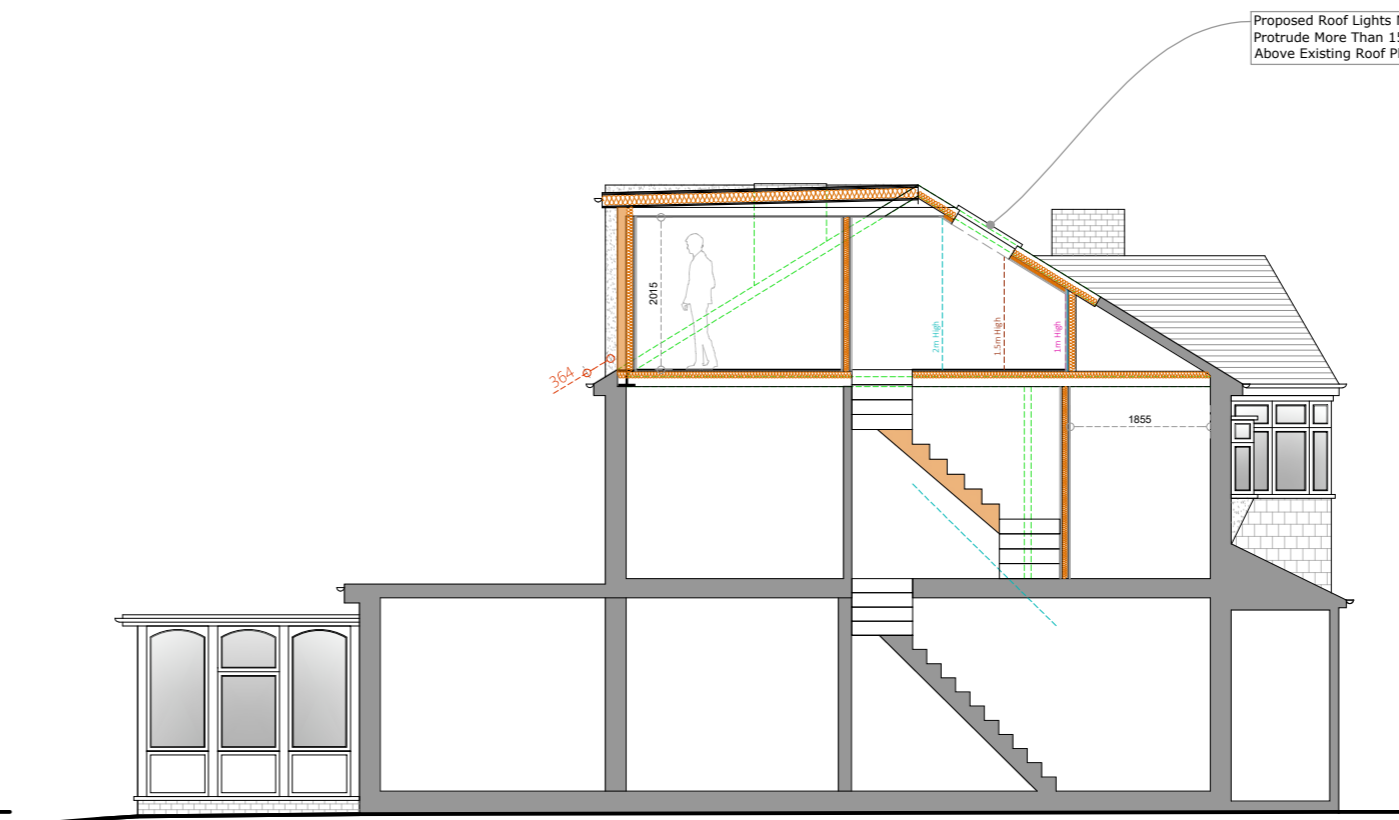 Proposed Roof Lights
Protrude More Than 15
Above Existing Roof
2015
2m High
1.5m High
1m High
364
1855